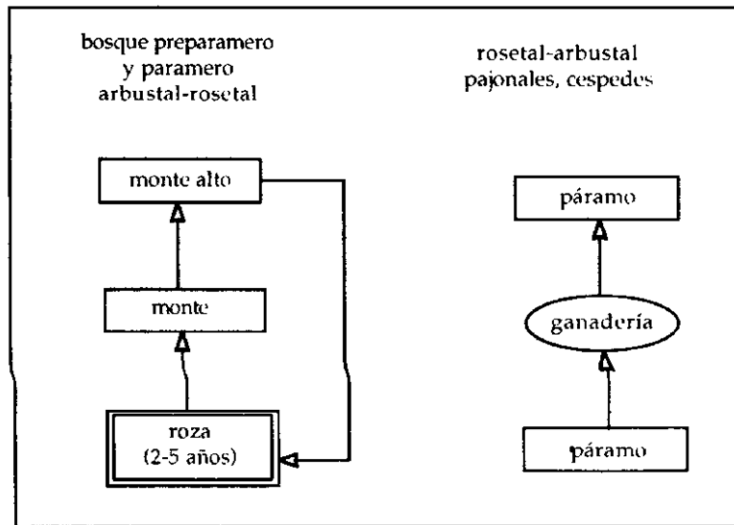 bosque preparamero
y paramero
arbustal-rosetal
monte alto
monte
roza
(2-5 años)
rosetal-arbustal
pajonales, cespedes
páramo
ganadería
páramo